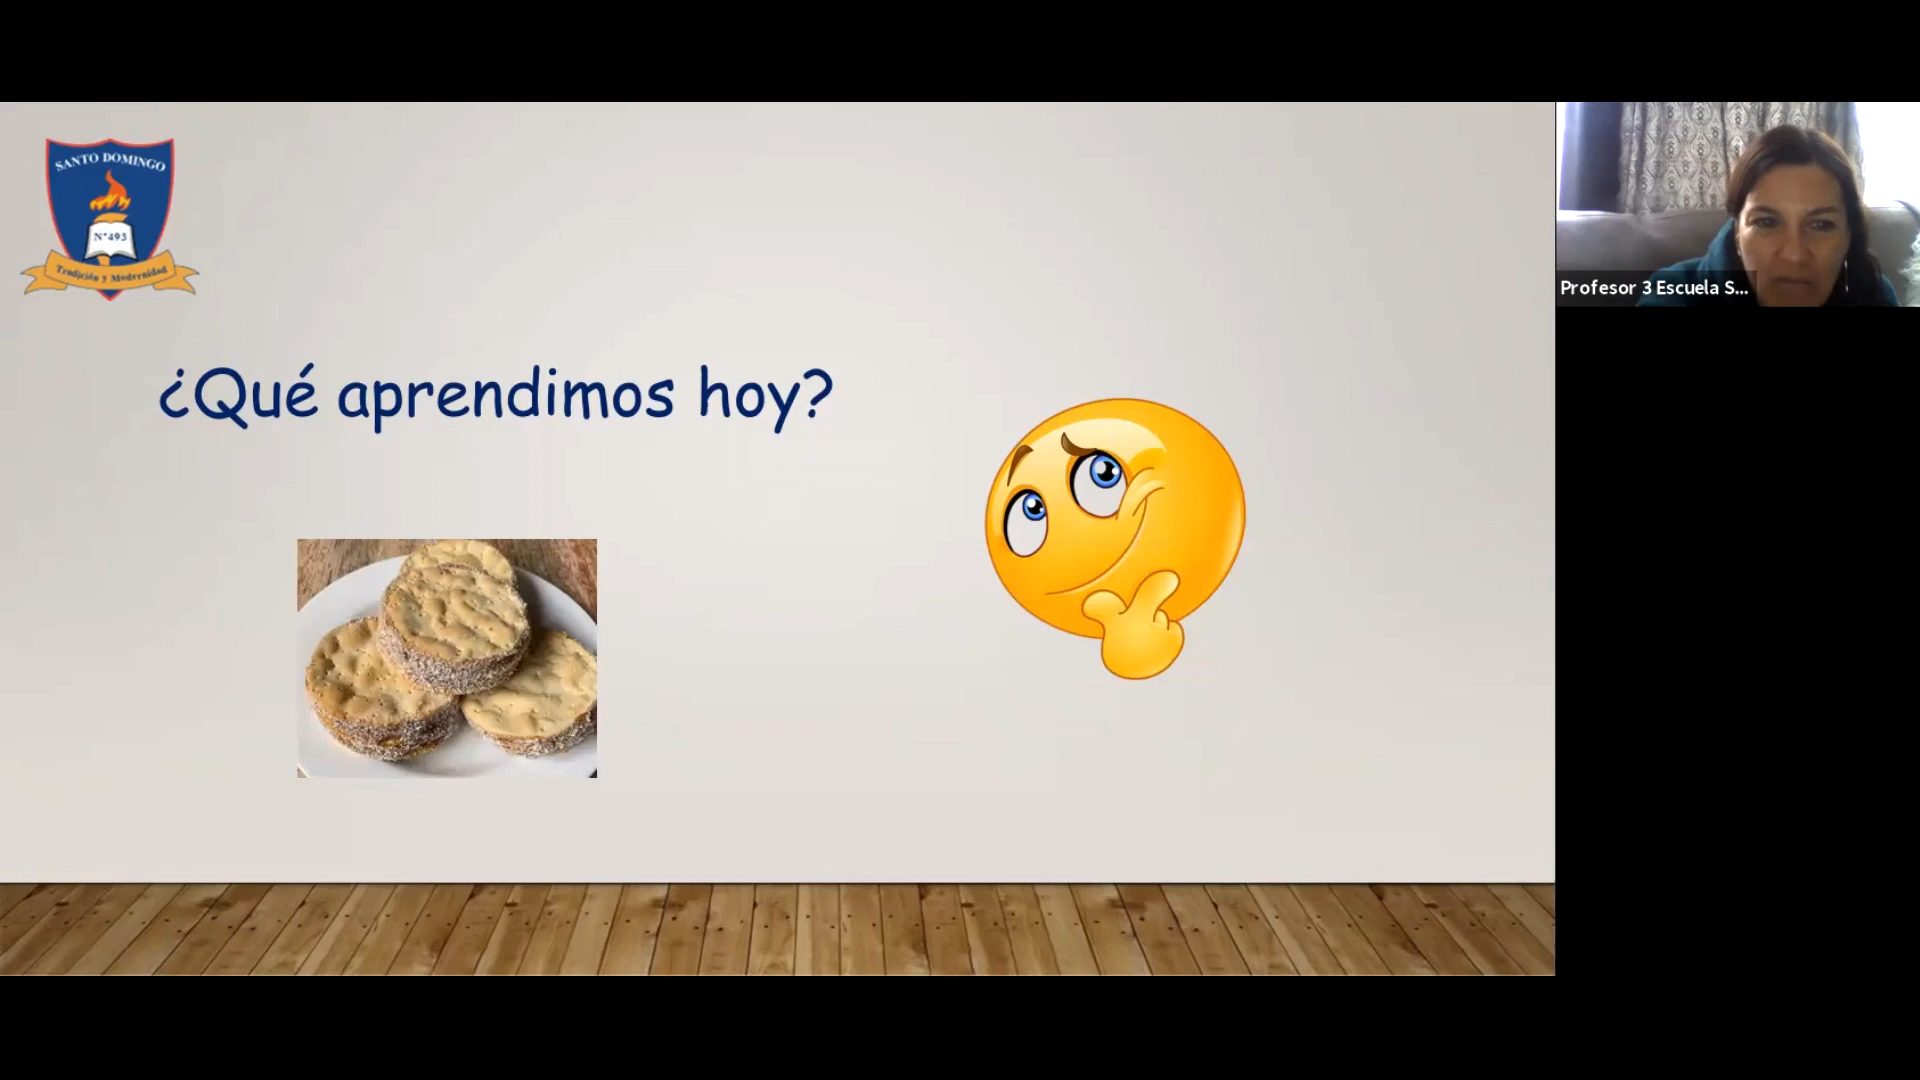 SANTO DOMINGO
N°493
Tradición y Modernidad
¿Qué aprendimos hoy?
Profesor 3 Escuela S...